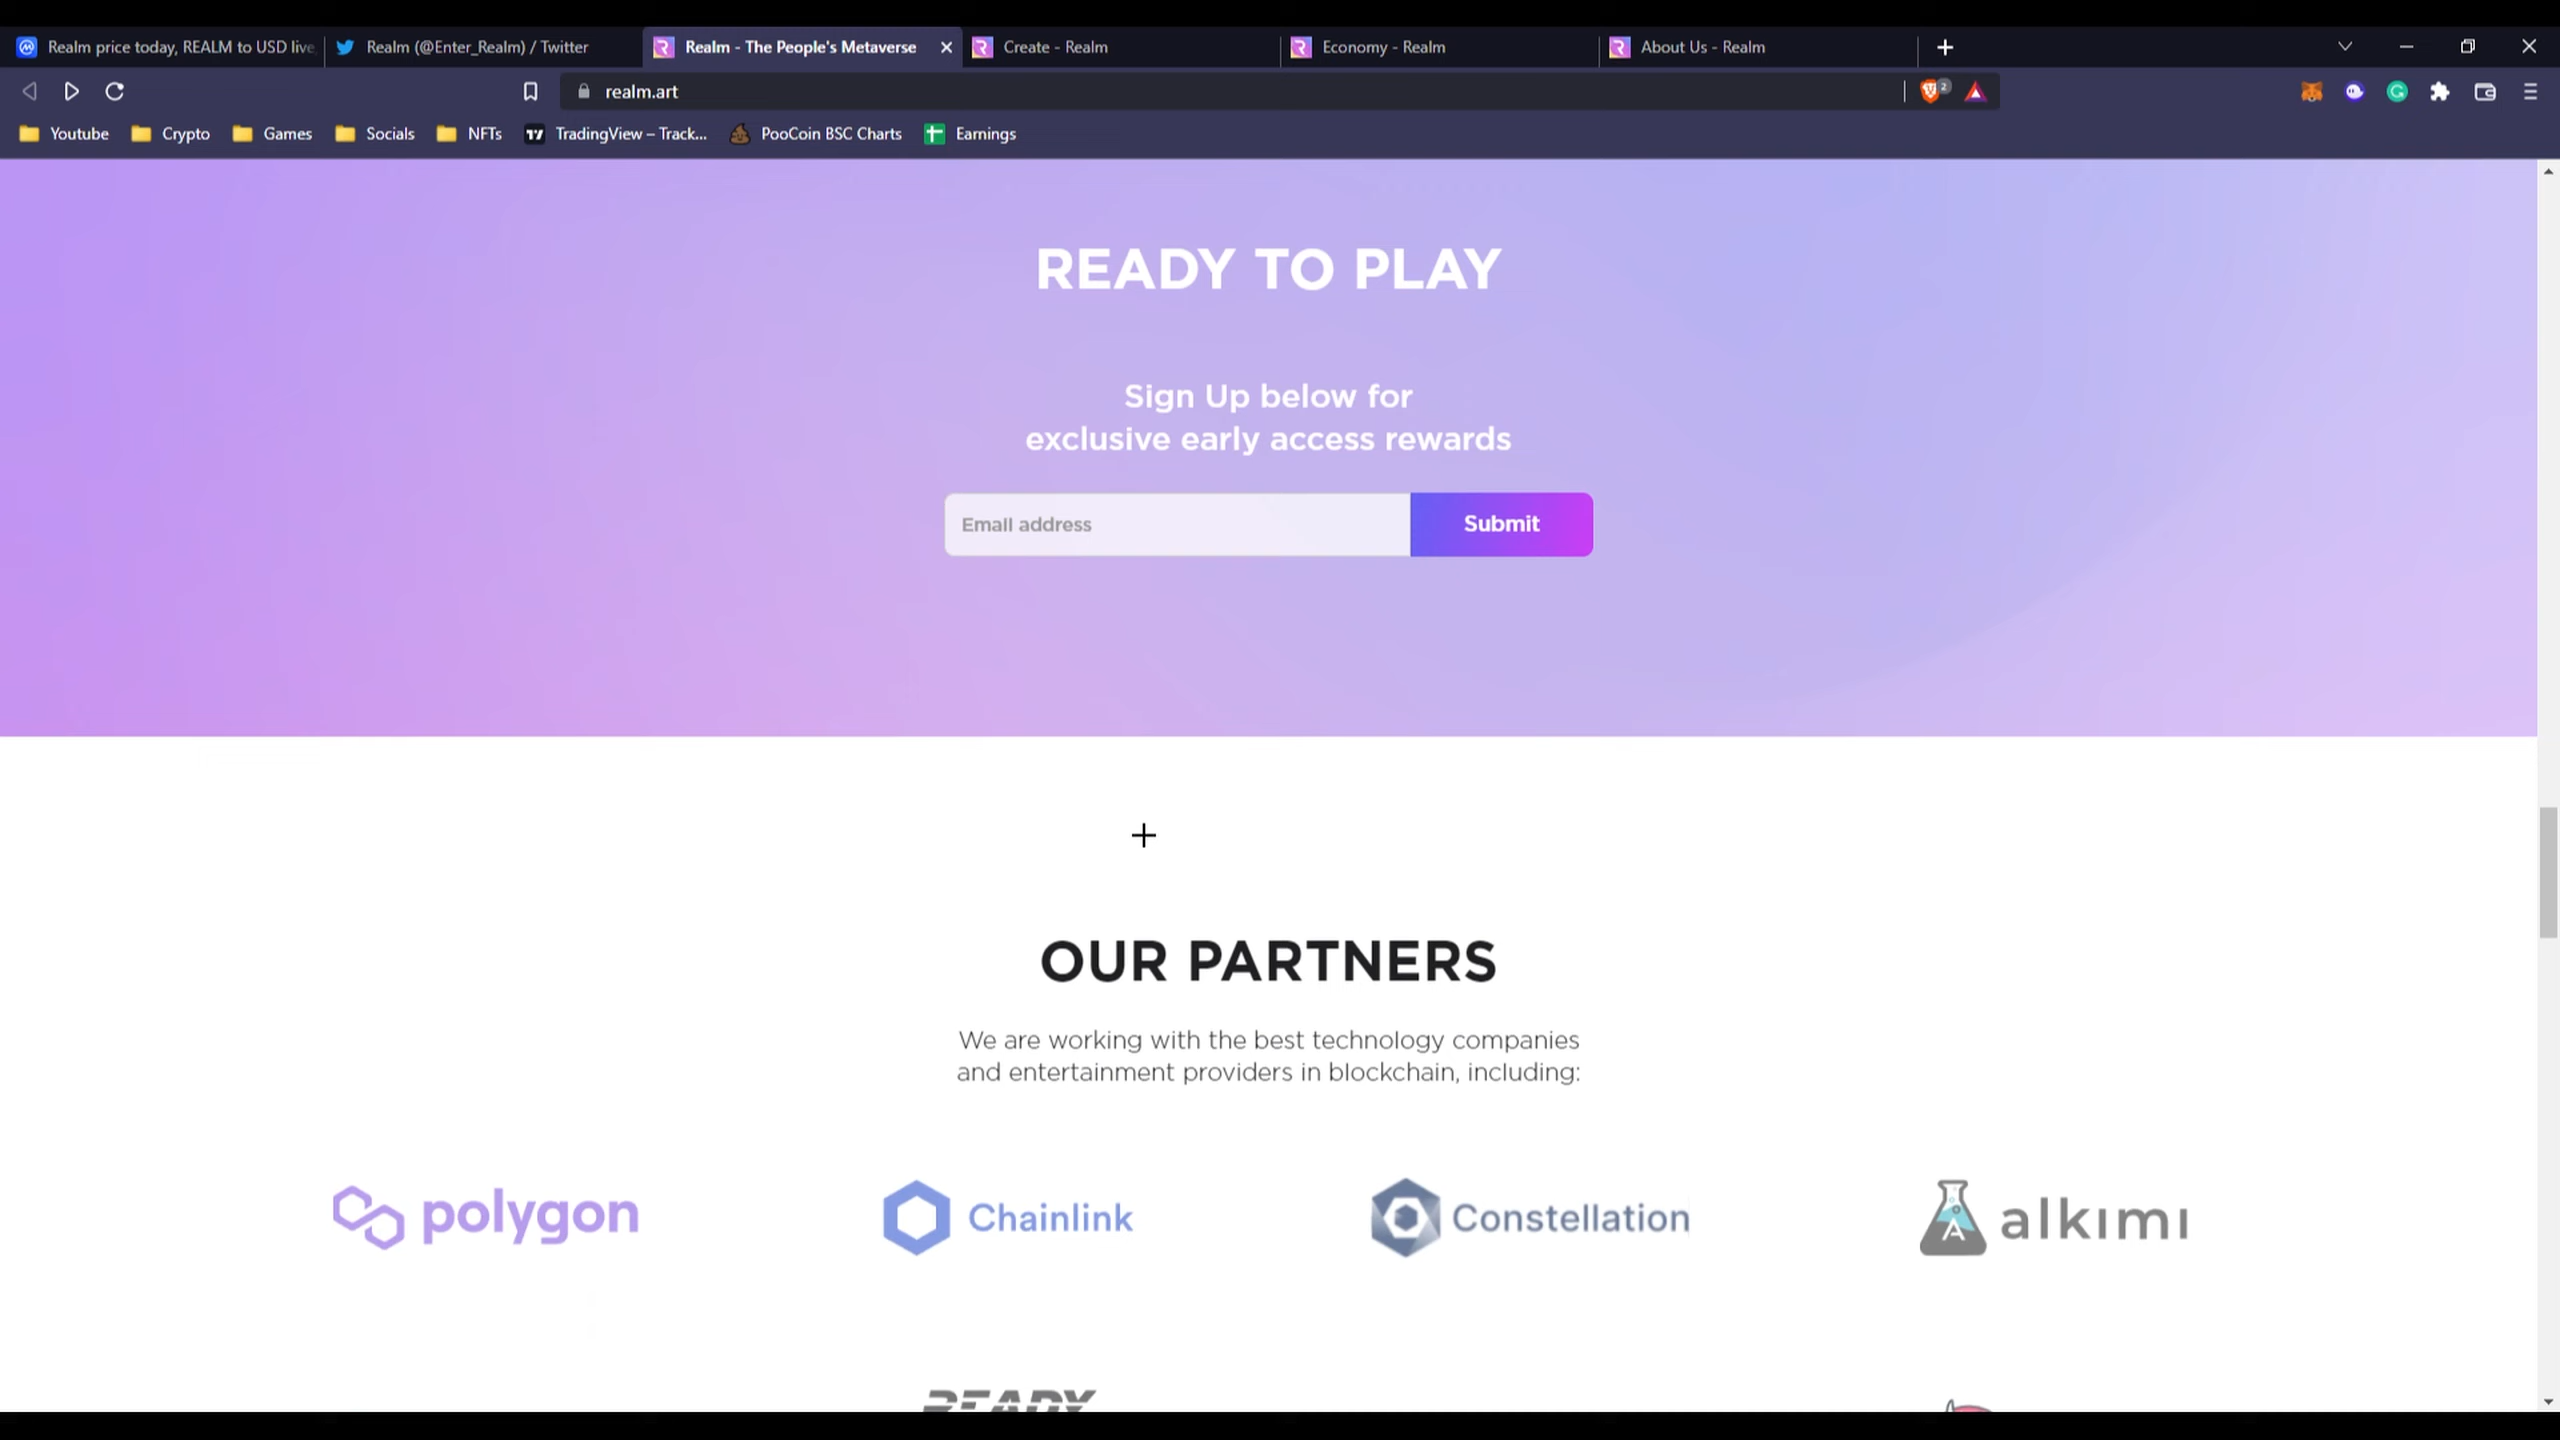 Realm price today, REALM to USD live,
Realm (@Enter_Realm) / Twitter
Realm - The People's Metaverse
Create - Realm
Economy - Realm
About Us - Realm
realm.art
2
Youtube
Crypto
Games
Socials
NFTs
TradingView – Track...
PooCoin BSC Charts
Earnings
READY TO PLAY
Sign Up below for
exclusive early access rewards
Email address
Submit
OUR PARTNERS
We are working with the best technology companies
and entertainment providers in blockchain, including:
polygon
Chainlink
Constellation
alkimi
READY